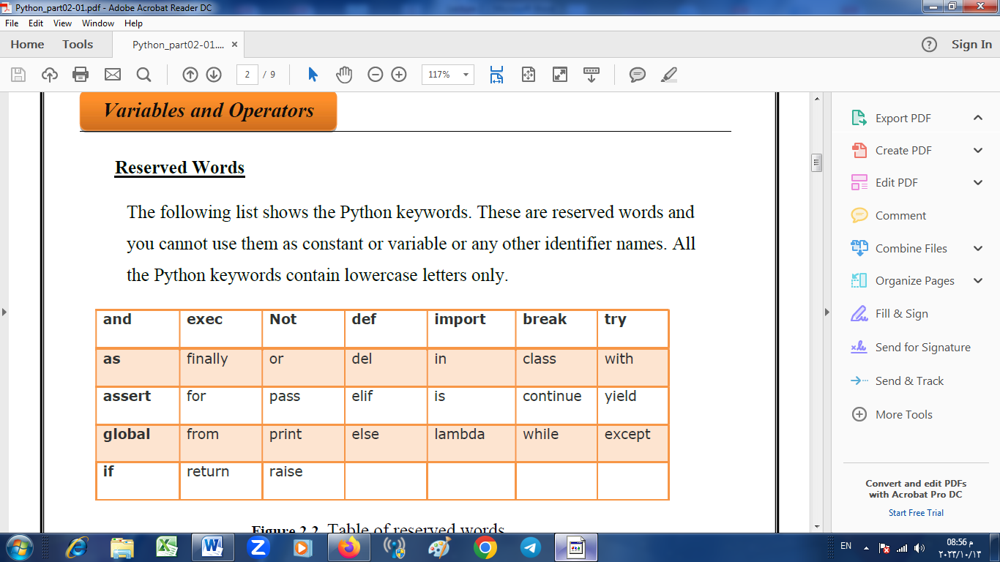 Python_part02-01.pdf - Adobe Acrobat Reader DC
File Edit View Window Help
Home Tools Python_part02-01.... × ? Sign In
2 / 9 117%
Variables and Operators
Reserved Words
The following list shows the Python keywords. These are reserved words and
you cannot use them as constant or variable or any other identifier names. All
the Python keywords contain lowercase letters only.
and exec Not def import break try
as finally or del in class with
assert for pass elif is continue yield
global from print else lambda while except
if return raise
Figure 2.2 Table of reserved words
Export PDF
Create PDF
Edit PDF
Comment
Combine Files
Organize Pages
Fill & Sign
Send for Signature
Send & Track
More Tools
Convert and edit PDFs
with Acrobat Pro DC
Start Free Trial
EN
08:56 م
٢٠٢٣/١٠/١٣